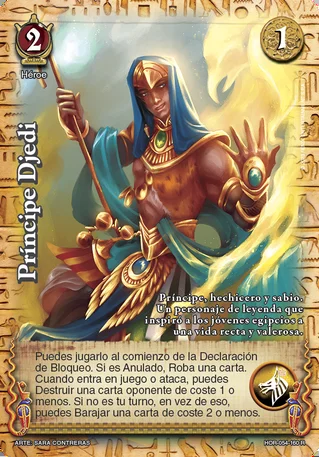 2
1
Héroe
Príncipe Djedi
Príncipe, hechicero y sabio.
Un personaje de leyenda que
inspiró a los jóvenes egipcios a
una vida recta y valerosa.
Puedes jugarlo al comienzo de la Declaración
de Bloqueo. Si es Anulado, Roba una carta.
Cuando entra en juego o ataca, puedes
Destruir una carta oponente de coste 1 o
menos. Si no es tu turno, en vez de eso,
puedes Barajar una carta de coste 2 o menos.
ARTE: SARA CONTRERAS
HOR-054-160 R